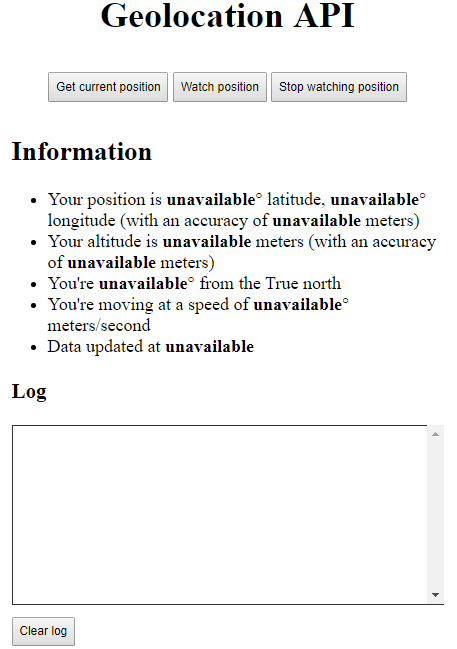 Geolocation API
Get current position Watch position Stop watching position
Information
Your position is unavailable° latitude, unavailable°
longitude (with an accuracy of unavailable meters)
Your altitude is unavailable meters (with an accuracy
of unavailable meters)
You're unavailable° from the True north
You're moving at a speed of unavailable°
meters/second
Data updated at unavailable
Log
Clear log